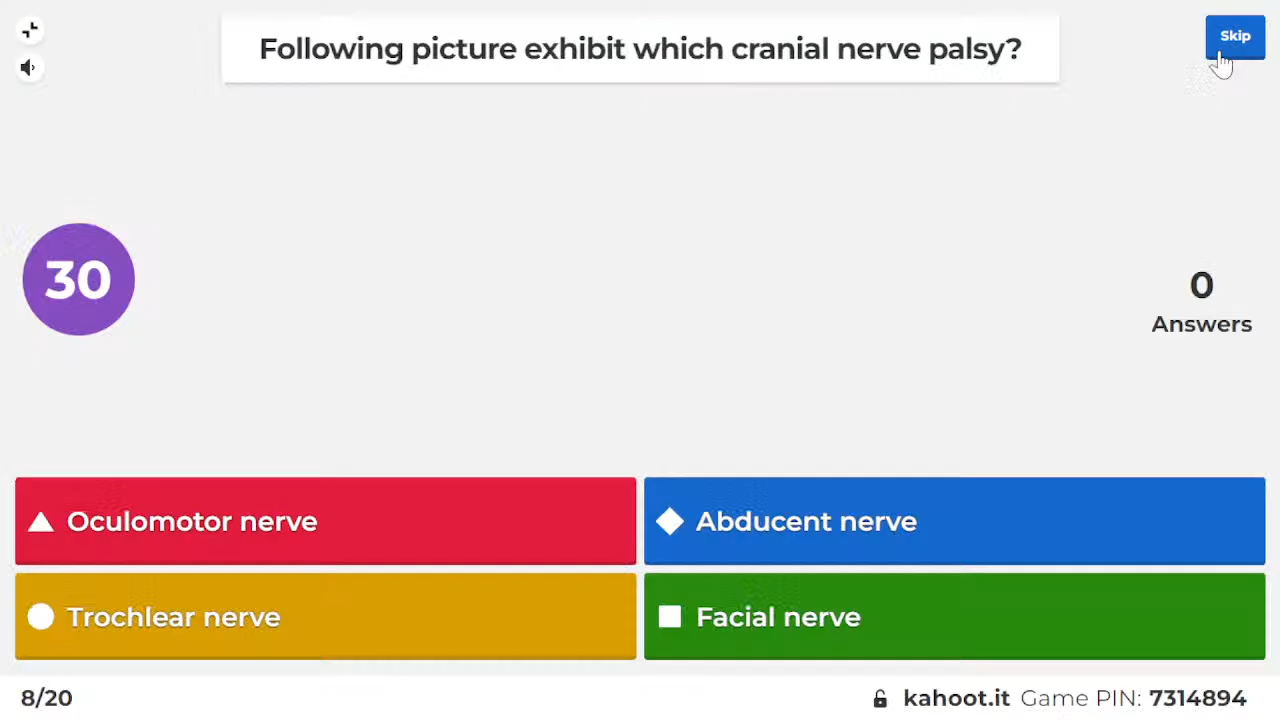 Following picture exhibit which cranial nerve palsy?
Skip
30
0
Answers
Oculomotor nerve
Abducent nerve
Trochlear nerve
Facial nerve
8/20
kahoot.it Game PIN: 7314894